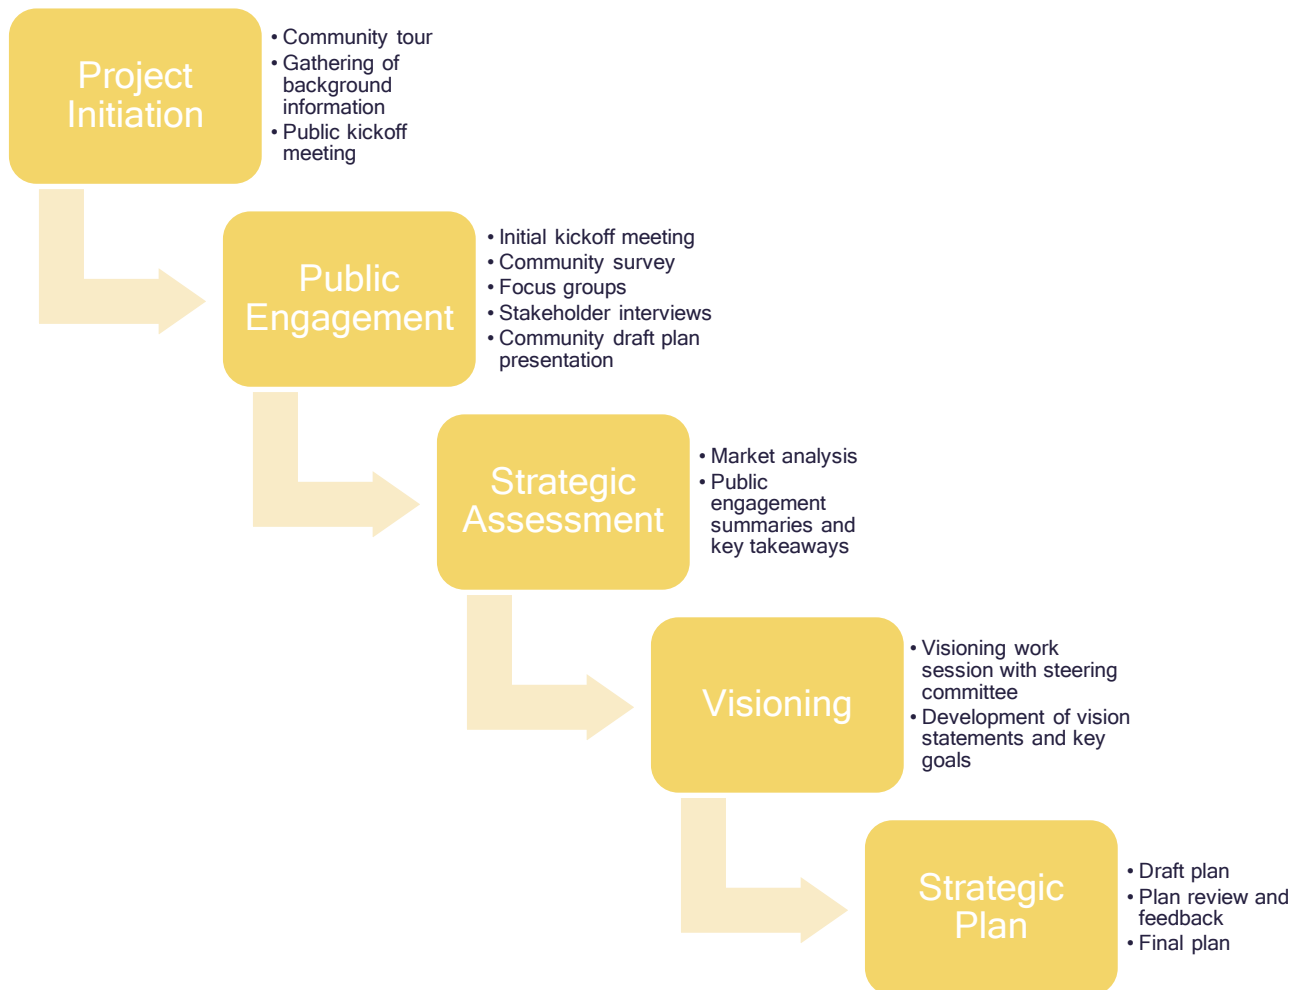 Project
Initiation
• Community tour
• Gathering of
background
information
• Public kickoff
meeting
Public
Engagement
• Initial kickoff meeting
• Community survey
• Focus groups
• Stakeholder interviews
• Community draft plan
presentation
Strategic
Assessment
• Market analysis
• Public
engagement
summaries and
key takeaways
Visioning
• Visioning work
session with steering
committee
• Development of vision
statements and key
goals
Strategic
Plan
• Draft plan
• Plan review and
feedback
• Final plan